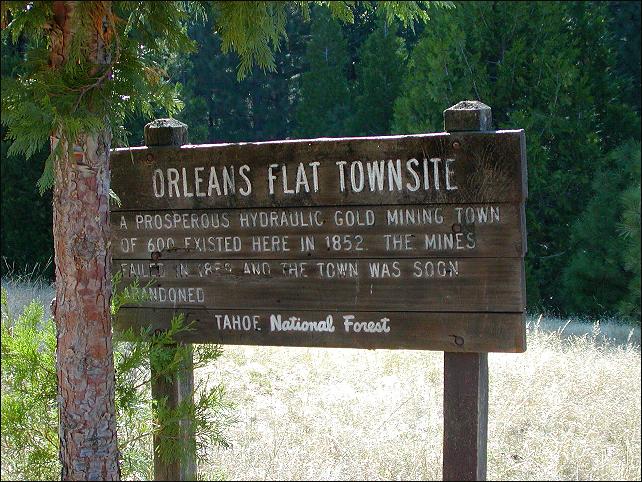 ORLEANS FLAT TOWNSITE
A PROSPEROUS HYDRAULIC GOLD MINING TOWN
OF 600 EXISTED HERE IN 1852. THE MINES
FAILED IN AND THE TOWN WAS SOON
ABANDONED
TAHOE National Forest